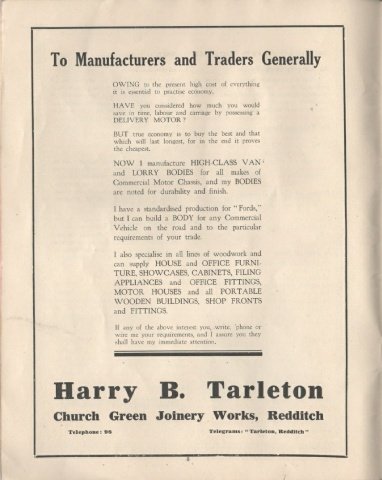 To Manufacturers and Traders Generally
OWING to the present high cost of everything
it is essential to practise economy.
HAVE you considered how much you would
save in time, labour and carriage by possessing a
DELIVERY MOTOR?
BUT true economy is to buy the best and that
which will last longest, for in the end it proves
the cheapest.
NOW I manufacture HIGH-CLASS VAN
and LORRY BODIES for all makes of
Commercial Motor Chassis, and my BODIES
are noted for durability and finish.
I have a standardised production for "Fords,"
but I can build a BODY for any Commercial
Vehicle on the road and to the particular
requirements of your trade.
I also specialise in all lines of woodwork and
can supply HOUSE and OFFICE FURNI-
TURE, SHOWCASES, CABINETS, FILING
APPLIANCES and OFFICE FITTINGS,
MOTOR HOUSES and all PORTABLE
WOODEN BUILDINGS, SHOP FRONTS
and FITTINGS.
If any of the above interest you, write, 'phone or
wire me your requirements, and I assure you they
shall have my immediate attention.
Harry B. Tarleton
Church Green Joinery Works, Redditch
Telephone: 98 Telegrams: "Tarleton, Redditch"